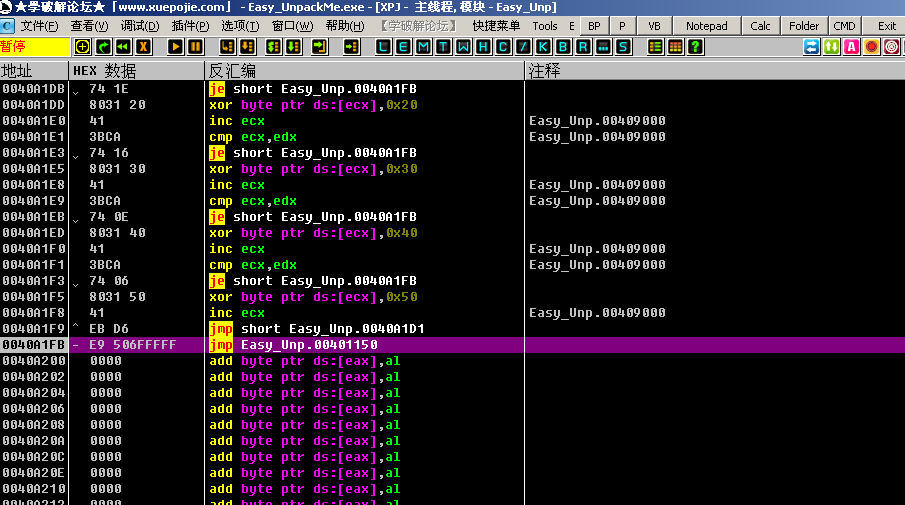 ★学破解论坛★「www.xuepojie.com」 - Easy_UnpackMe.exe - [XPJ - 主线程, 模块 - Easy_Unp]
C 文件(F) 查看(V) 调试(D) 插件(P) 选项(T) 窗口(W) 帮助(H) 【学破解论坛】 快捷菜单 Tools E BP P VB Notepad Calc Folder CMD Exit
暂停 L E M T W H C / K B R ... S ? A
地址 HEX 数据 反汇编 注释
0040A1DB 74 1E je short Easy_Unp.0040A1FB
0040A1DD 8031 20 xor byte ptr ds:[ecx],0x20
0040A1E0 41 inc ecx Easy_Unp.00409000
0040A1E1 3BCA cmp ecx,edx Easy_Unp.00409000
0040A1E3 74 16 je short Easy_Unp.0040A1FB
0040A1E5 8031 30 xor byte ptr ds:[ecx],0x30
0040A1E8 41 inc ecx Easy_Unp.00409000
0040A1E9 3BCA cmp ecx,edx Easy_Unp.00409000
0040A1EB 74 0E je short Easy_Unp.0040A1FB
0040A1ED 8031 40 xor byte ptr ds:[ecx],0x40
0040A1F0 41 inc ecx Easy_Unp.00409000
0040A1F1 3BCA cmp ecx,edx Easy_Unp.00409000
0040A1F3 74 06 je short Easy_Unp.0040A1FB
0040A1F5 8031 50 xor byte ptr ds:[ecx],0x50
0040A1F8 41 inc ecx Easy_Unp.00409000
0040A1F9 ^ EB D6 jmp short Easy_Unp.0040A1D1
0040A1FB - E9 506FFFFF jmp Easy_Unp.00401150
0040A200 0000 add byte ptr ds:[eax],al
0040A202 0000 add byte ptr ds:[eax],al
0040A204 0000 add byte ptr ds:[eax],al
0040A206 0000 add byte ptr ds:[eax],al
0040A208 0000 add byte ptr ds:[eax],al
0040A20A 0000 add byte ptr ds:[eax],al
0040A20C 0000 add byte ptr ds:[eax],al
0040A20E 0000 add byte ptr ds:[eax],al
0040A210 0000 add byte ptr ds:[eax],al
0040A212 0000 add byte ptr ds:[eax],al